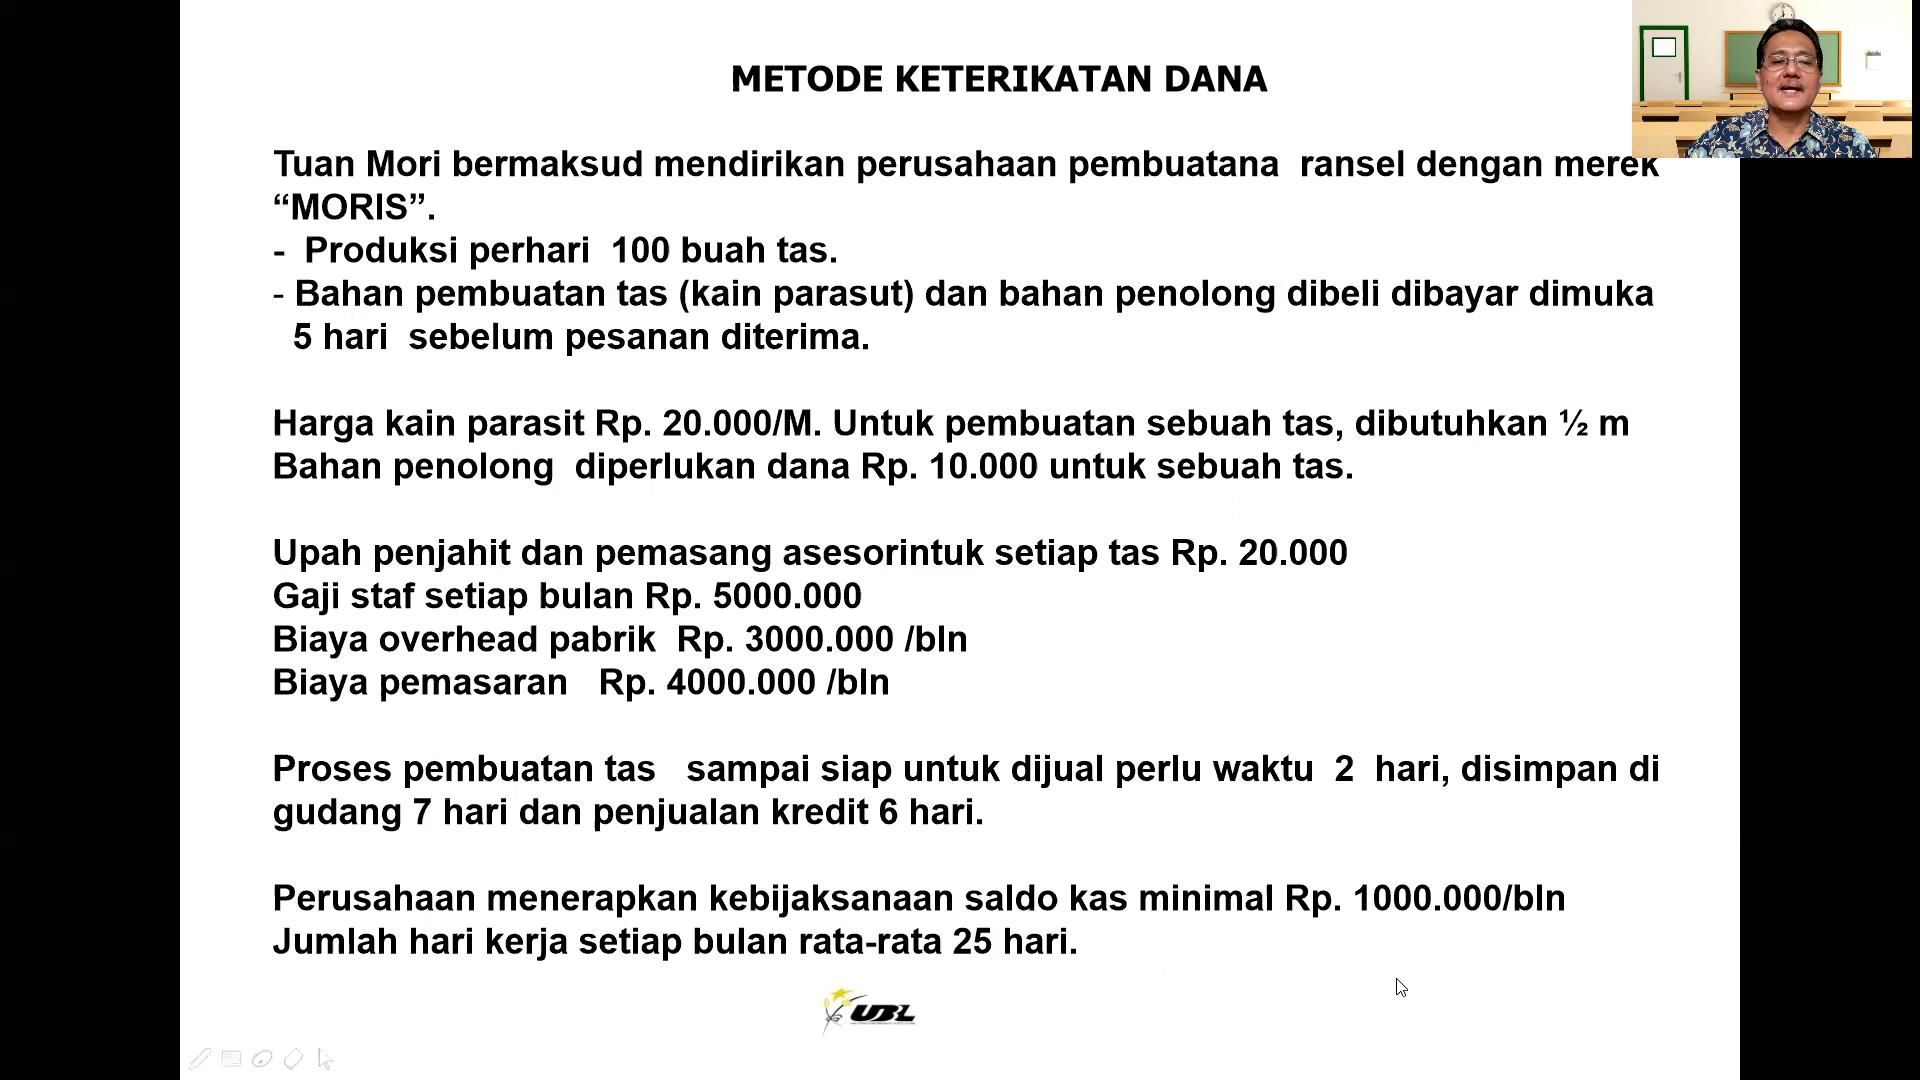 METODE KETERIKATAN DANA
Tuan Mori bermaksud mendirikan perusahaan pembuatana ransel dengan merek
“MORIS”.
- Produksi perhari 100 buah tas.
- Bahan pembuatan tas (kain parasut) dan bahan penolong dibeli dibayar dimuka
5 hari sebelum pesanan diterima.
Harga kain parasit Rp. 20.000/M. Untuk pembuatan sebuah tas, dibutuhkan ½ m
Bahan penolong diperlukan dana Rp. 10.000 untuk sebuah tas.
Upah penjahit dan pemasang asesorintuk setiap tas Rp. 20.000
Gaji staf setiap bulan Rp. 5000.000
Biaya overhead pabrik Rp. 3000.000 /bln
Biaya pemasaran Rp. 4000.000 /bln
Proses pembuatan tas sampai siap untuk dijual perlu waktu 2 hari, disimpan di
gudang 7 hari dan penjualan kredit 6 hari.
Perusahaan menerapkan kebijaksanaan saldo kas minimal Rp. 1000.000/bln
Jumlah hari kerja setiap bulan rata-rata 25 hari.
UBL